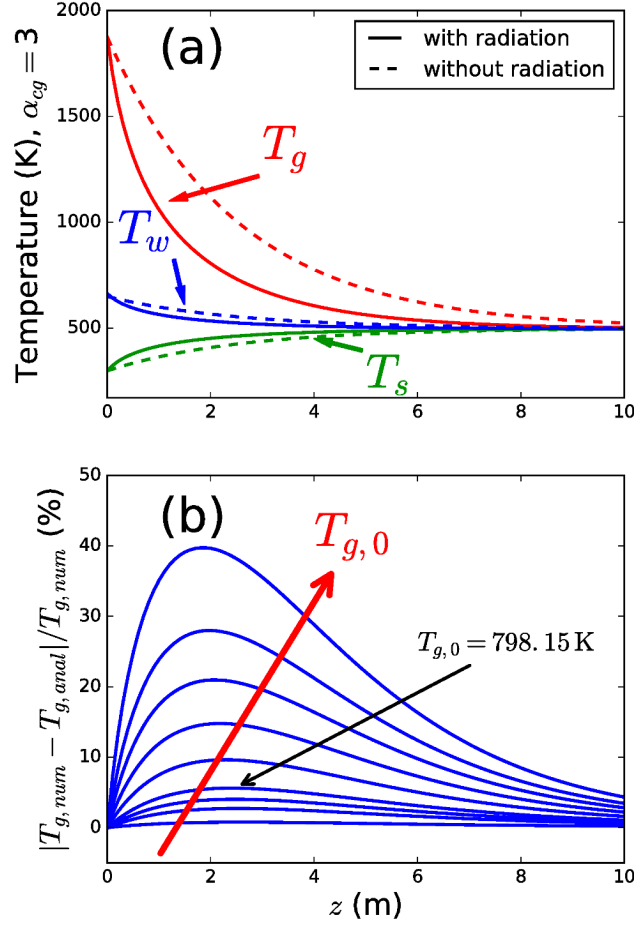 2000
1500
1000
500
Temperature (K), α_cg = 3
(a)
with radiation
without radiation
T_g
T_w
T_s
0 2 4 6 8 10
50
40
30
20
10
0
|T_g,num − T_g,anal|/T_g,num (%)
(b)
T_g,0
T_g,0 = 798.15 K
0 2 4 6 8 10
z (m)